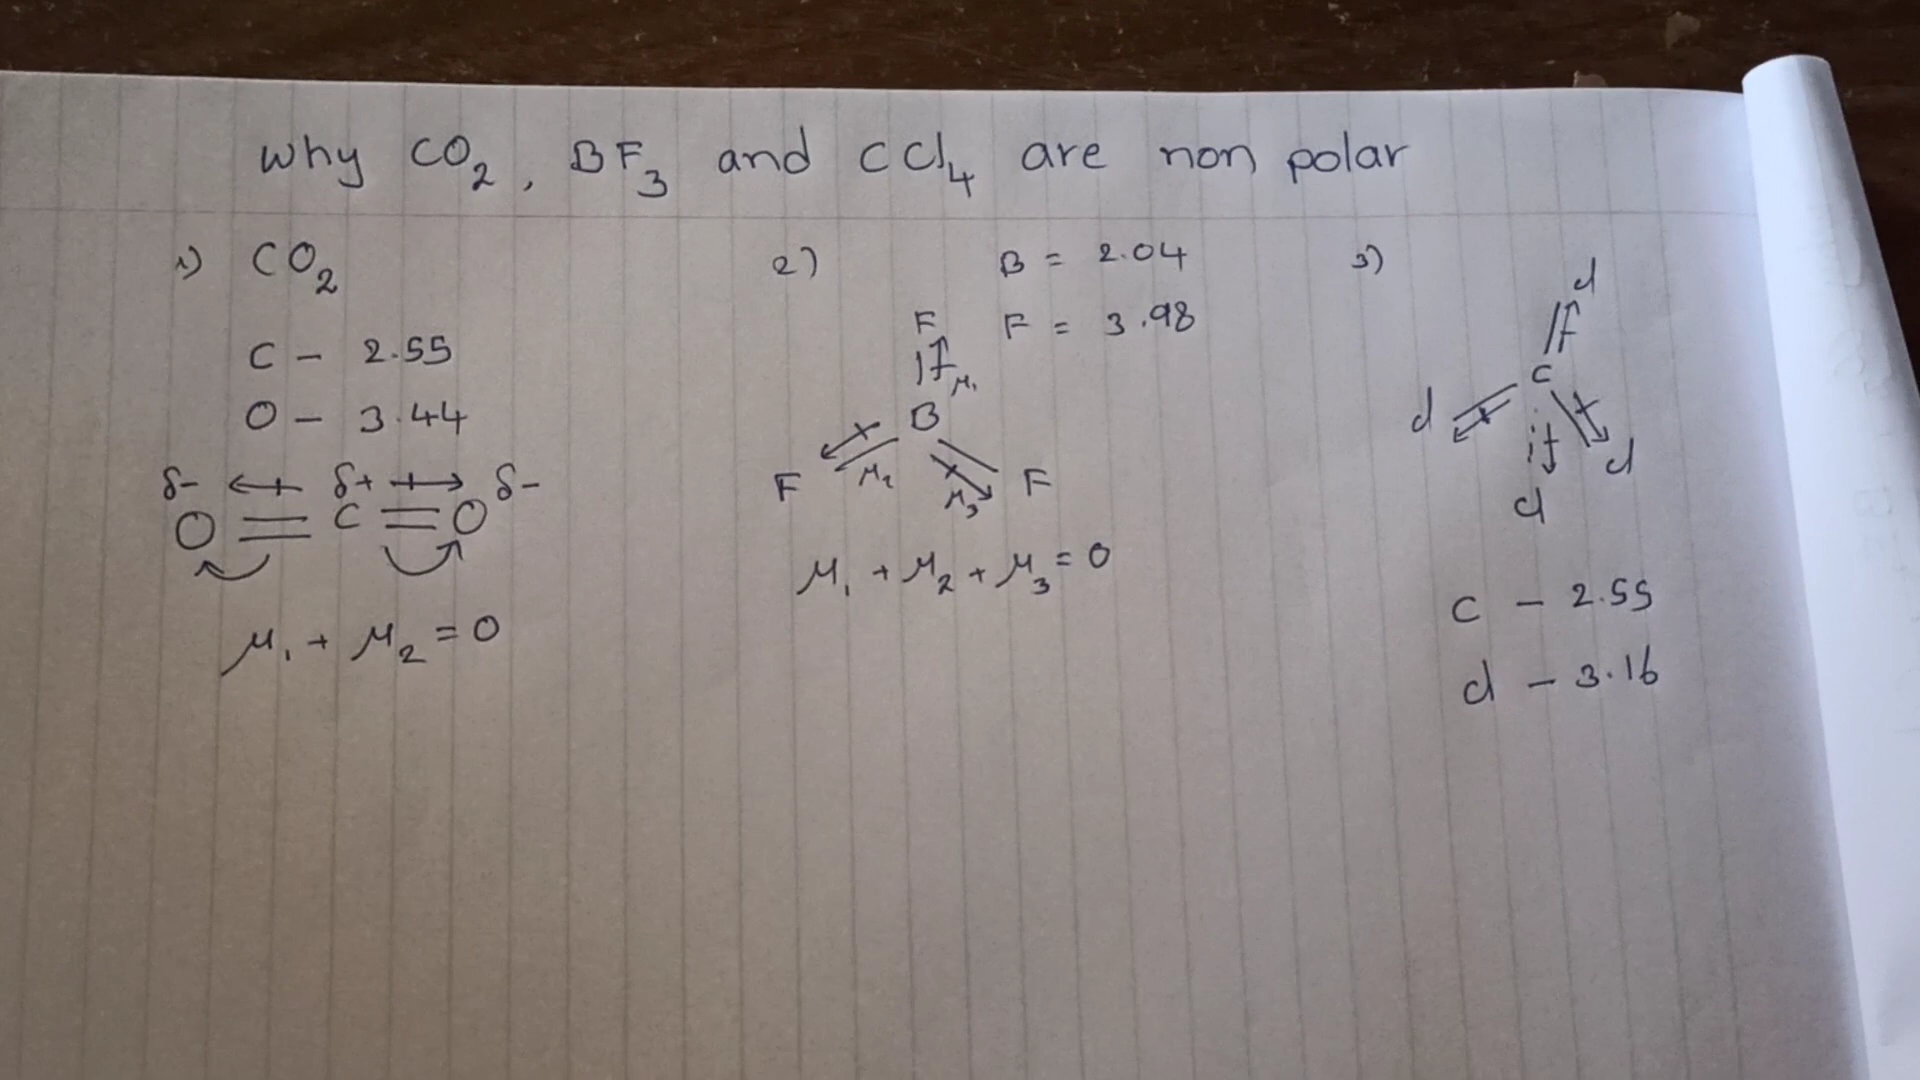 why CO₂, BF₃ and CCl₄ are non polar
1) CO₂
C - 2.55
O - 3.44
δ- δ+ δ-
O = C = O
μ₁ + μ₂ = 0
2)
B = 2.04
F = 3.98
F
μ₁
B
F μ₂ μ₃ F
μ₁ + μ₂ + μ₃ = 0
3)
Cl
C
Cl
Cl
Cl
C - 2.55
Cl - 3.16